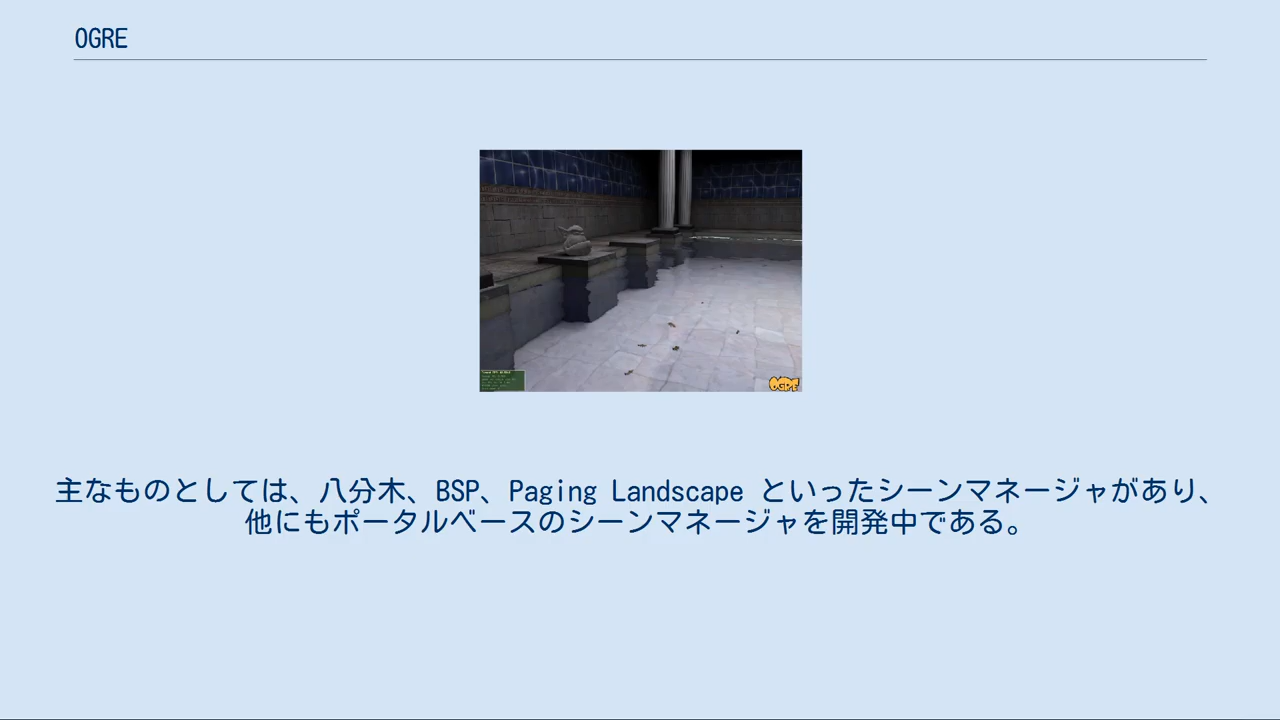 OGRE
OGRE
主なものとしては、八分木、BSP、Paging Landscape といったシーンマネージャがあり、
他にもポータルベースのシーンマネージャを開発中である。